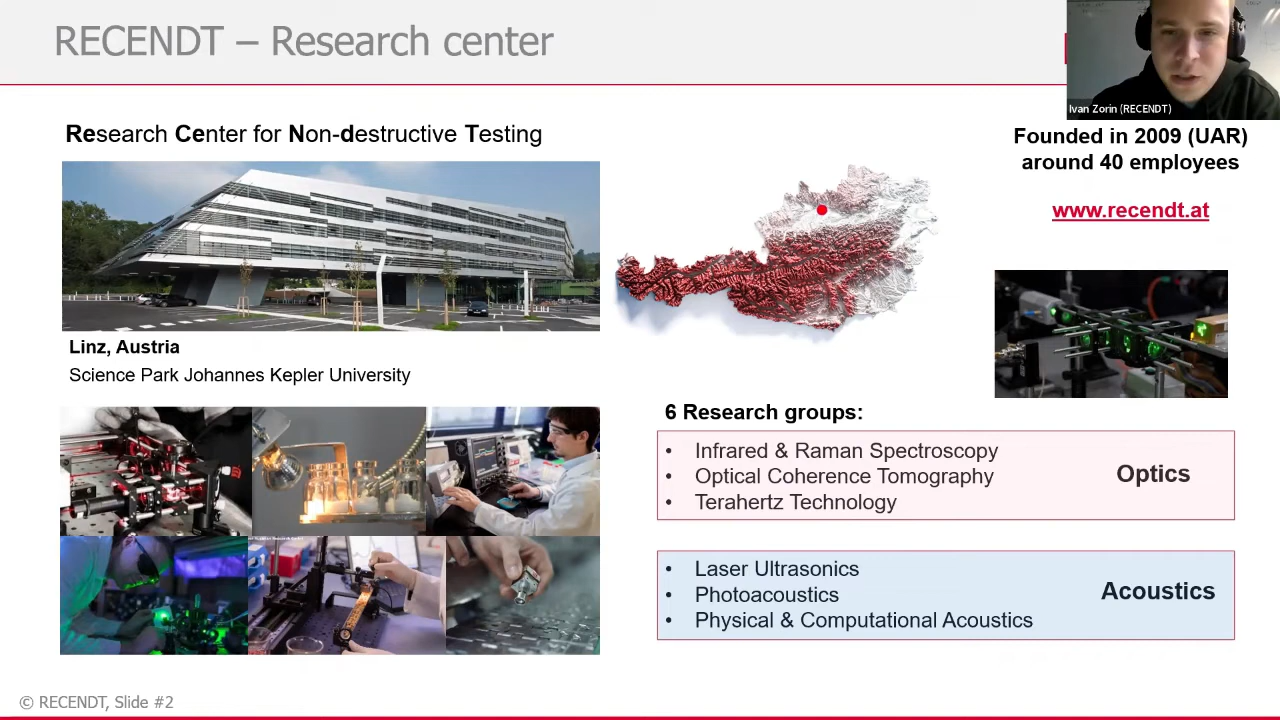 RECENDT – Research center
Ivan Zorin (RECENDT)
Research Center for Non-destructive Testing
Founded in 2009 (UAR)
around 40 employees
www.recendt.at
Linz, Austria
Science Park Johannes Kepler University
6 Research groups:
• Infrared & Raman Spectroscopy
• Optical Coherence Tomography
• Terahertz Technology
Optics
• Laser Ultrasonics
• Photoacoustics
• Physical & Computational Acoustics
Acoustics
© RECENDT, Slide #2